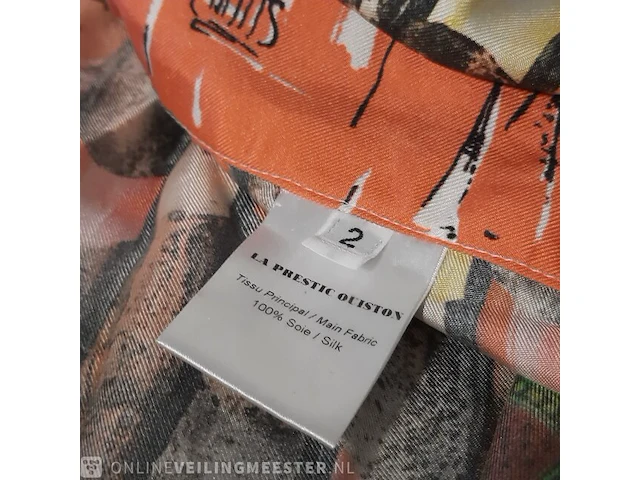 2
LA PRESTIC OUISTON
Tissu Principal / Main Fabric
100% Soie / Silk
ONLINEVEILINGMEESTER.NL